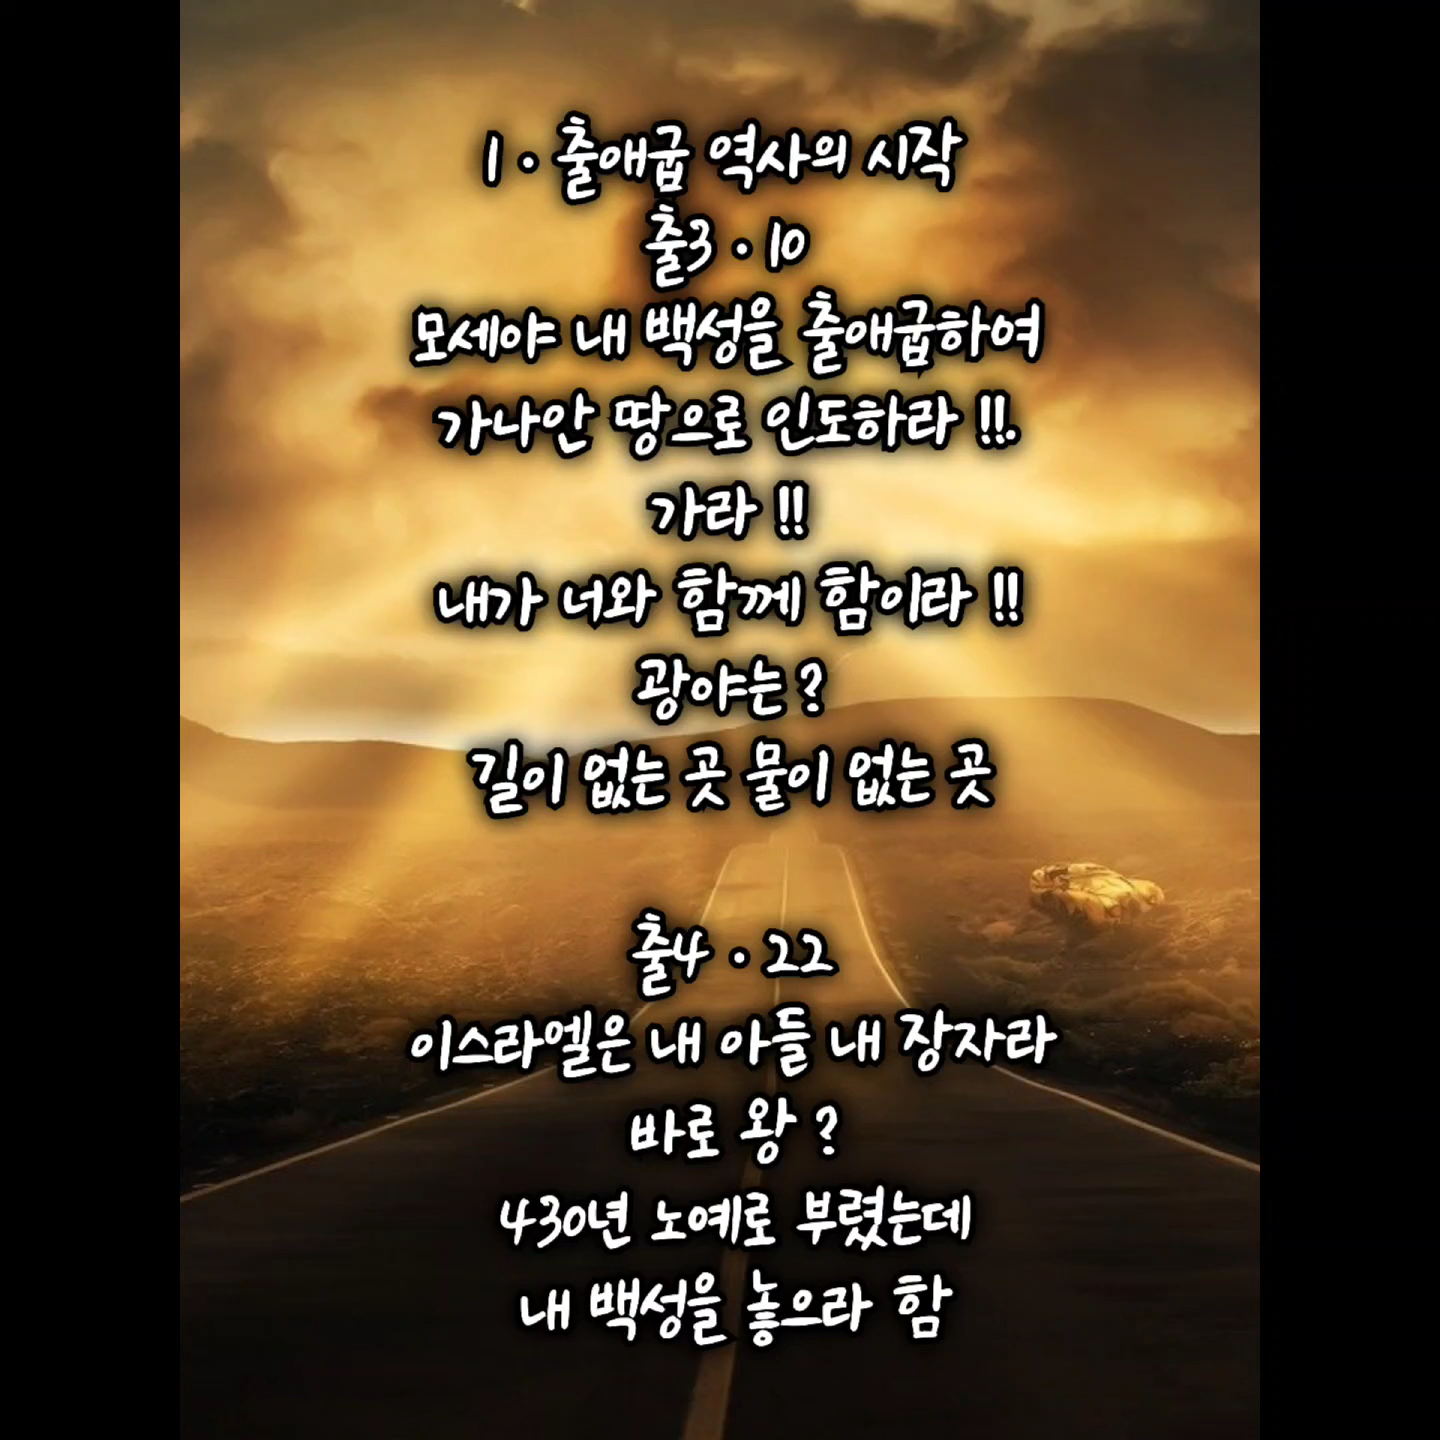 1 • 출애굽 역사의 시작
출3 • 10
모세야 내 백성을 출애굽하여
가나안 땅으로 인도하라 !!.
가라 !!
내가 너와 함께 함이라 !!
광야는 ?
길이 없는 곳 물이 없는 곳
출4 • 22
이스라엘은 내 아들 내 장자라
바로 왕 ?
430년 노예로 부렸는데
내 백성을 놓으라 함